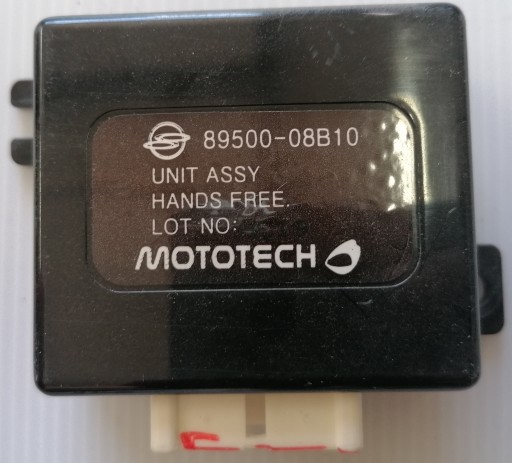 89500-08B10
UNIT ASSY
HANDS FREE.
LOT NO:
MOTOTECH